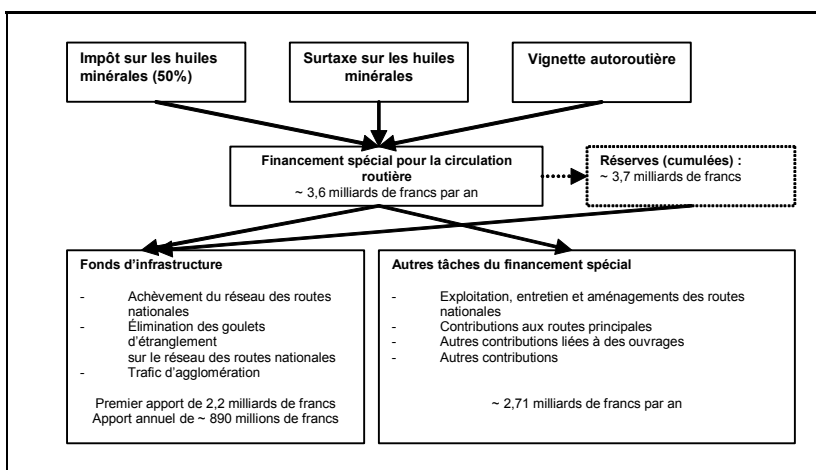 Impôt sur les huiles
minérales (50%)
Surtaxe sur les huiles
minérales
Vignette autoroutière
Financement spécial pour la circulation
routière
~ 3,6 milliards de francs par an
Réserves (cumulées) :
~ 3,7 milliards de francs
Fonds d'infrastructure
- Achèvement du réseau des routes
nationales
- Élimination des goulets
d'étranglement
sur le réseau des routes nationales
- Trafic d'agglomération
Premier apport de 2,2 milliards de francs
Apport annuel de ~ 890 millions de francs
Autres tâches du financement spécial
- Exploitation, entretien et aménagements des routes
nationales
- Contributions aux routes principales
- Autres contributions liées à des ouvrages
- Autres contributions
~ 2,71 milliards de francs par an